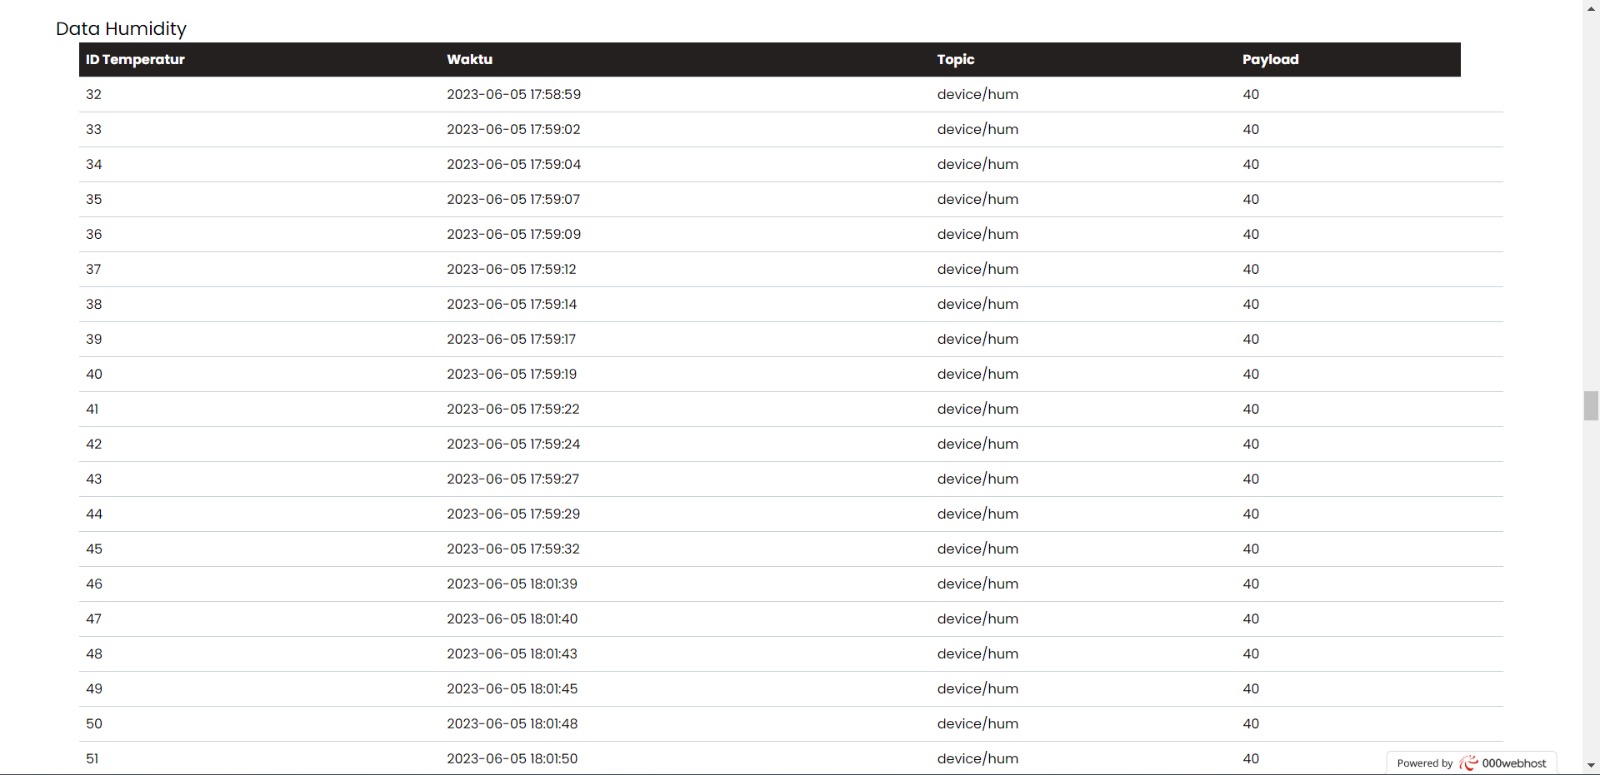 Data Humidity
ID Temperatur Waktu Topic Payload
32 2023-06-05 17:58:59 device/hum 40
33 2023-06-05 17:59:02 device/hum 40
34 2023-06-05 17:59:04 device/hum 40
35 2023-06-05 17:59:07 device/hum 40
36 2023-06-05 17:59:09 device/hum 40
37 2023-06-05 17:59:12 device/hum 40
38 2023-06-05 17:59:14 device/hum 40
39 2023-06-05 17:59:17 device/hum 40
40 2023-06-05 17:59:19 device/hum 40
41 2023-06-05 17:59:22 device/hum 40
42 2023-06-05 17:59:24 device/hum 40
43 2023-06-05 17:59:27 device/hum 40
44 2023-06-05 17:59:29 device/hum 40
45 2023-06-05 17:59:32 device/hum 40
46 2023-06-05 18:01:39 device/hum 40
47 2023-06-05 18:01:40 device/hum 40
48 2023-06-05 18:01:43 device/hum 40
49 2023-06-05 18:01:45 device/hum 40
50 2023-06-05 18:01:48 device/hum 40
51 2023-06-05 18:01:50 device/hum 40
Powered by 000webhost